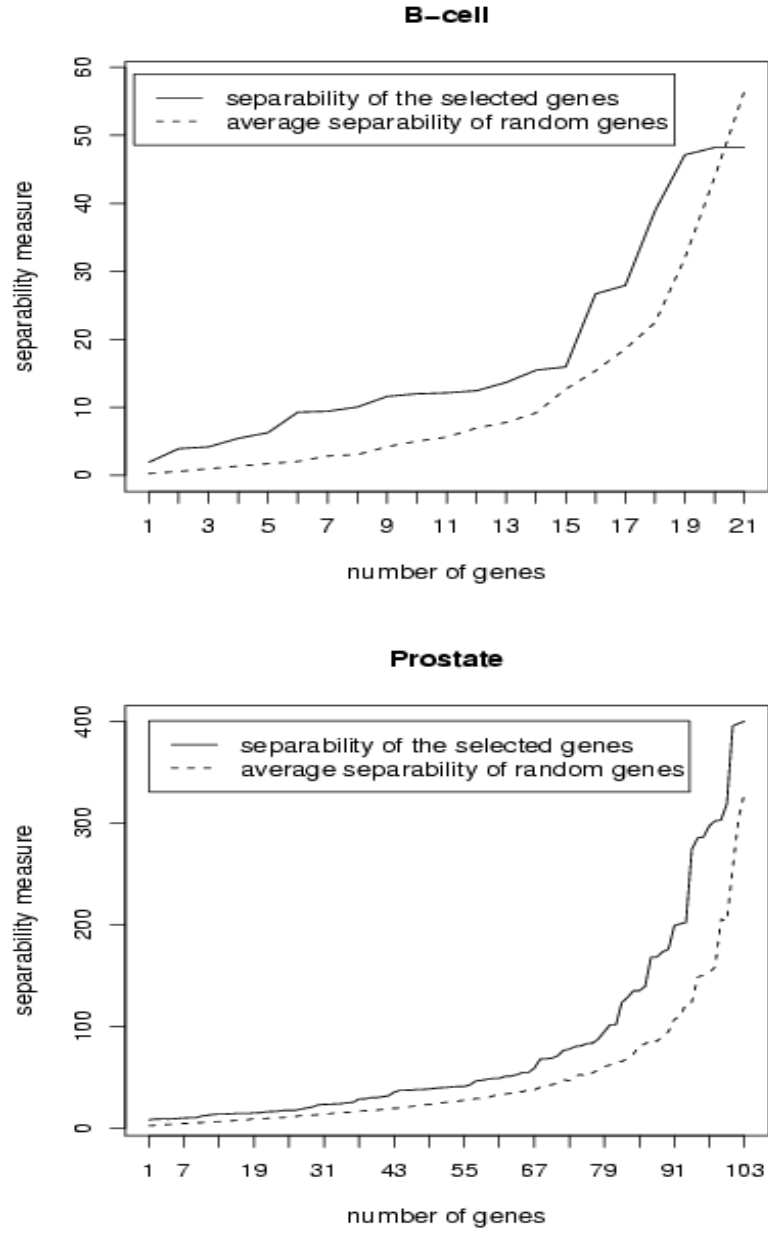 B-cell
separability of the selected genes
average separability of random genes
separability measure
60
50
40
30
20
10
0
1 3 5 7 9 11 13 15 17 19 21
number of genes
Prostate
separability of the selected genes
average separability of random genes
separability measure
400
300
200
100
0
1 7 19 31 43 55 67 79 91 103
number of genes